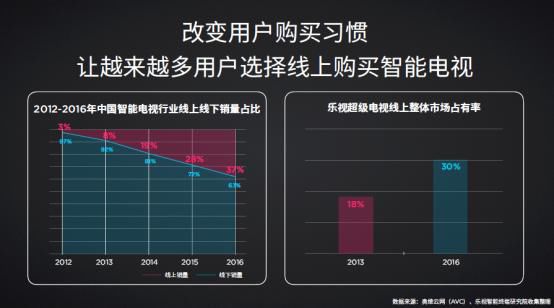 改变用户购买习惯
让越来越多用户选择线上购买智能电视
2012-2016年中国智能电视行业线上线下销量占比
3%
97%
8%
92%
19%
81%
28%
72%
37%
63%
2012 2013 2014 2015 2016
线上销量 线下销量
乐视超级电视线上整体市场占有率
18%
30%
2013 2016
数据来源：奥维云网（AVC）、乐视智能终端研究院收集整理